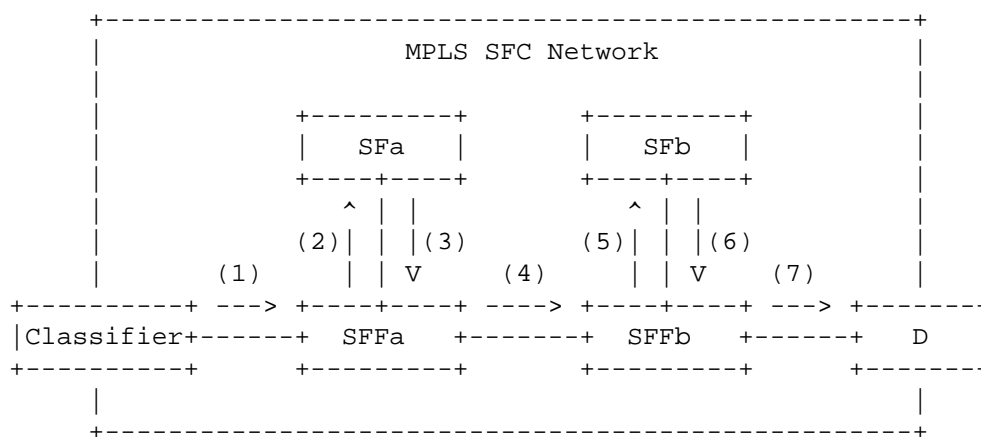 MPLS SFC Network
SFa SFb
(2) (3) (5) (6)
(1) (4) (7)
Classifier SFFa SFFb D